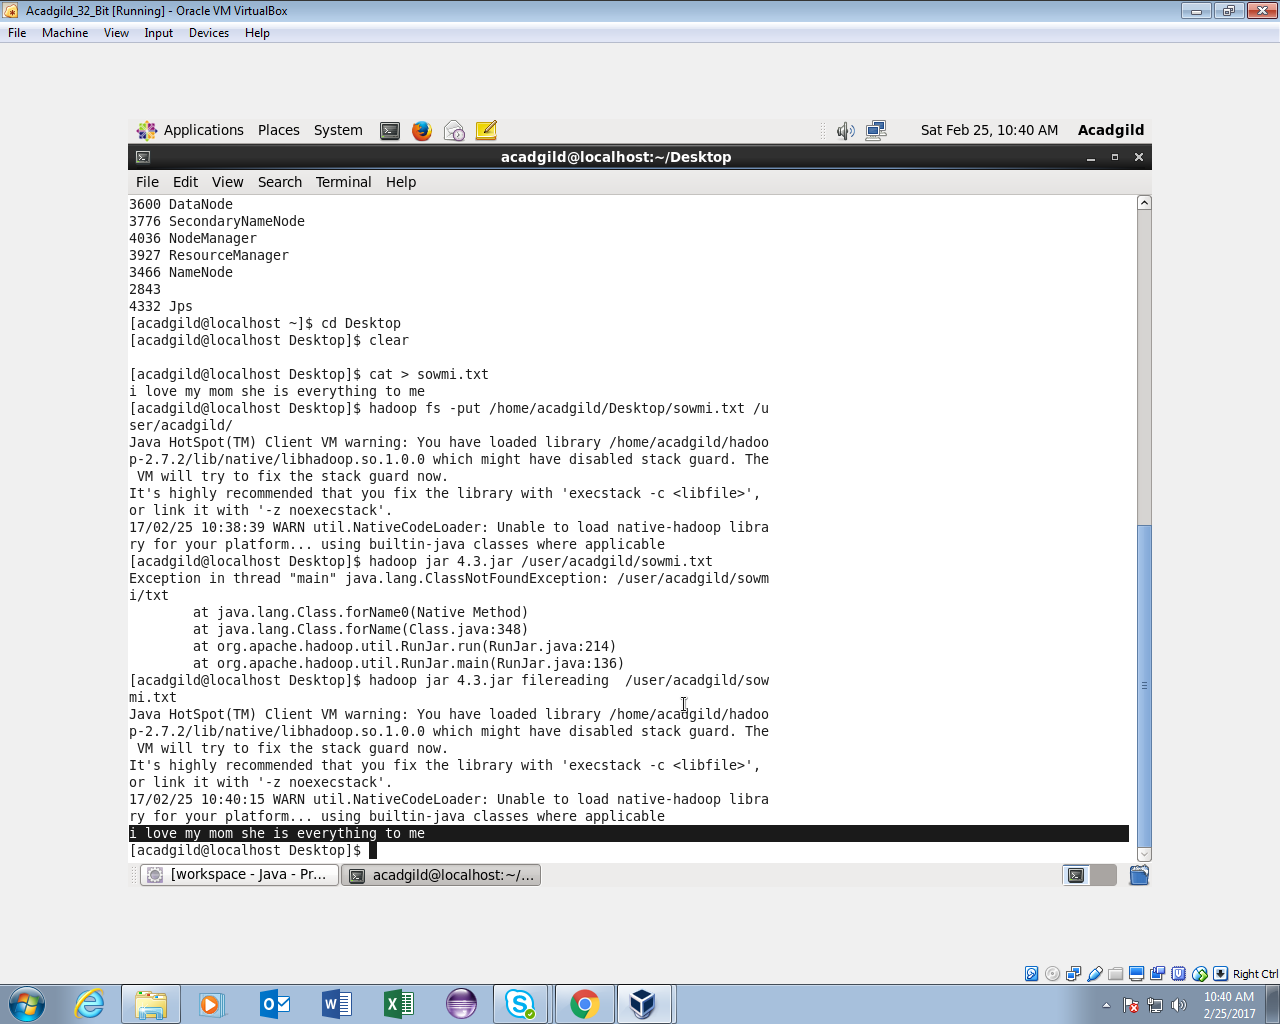 Acadgild_32_Bit [Running] - Oracle VM VirtualBox
File Machine View Input Devices Help
Applications Places System Sat Feb 25, 10:40 AM Acadgild
acadgild@localhost:~/Desktop
File Edit View Search Terminal Help
3600 DataNode
3776 SecondaryNameNode
4036 NodeManager
3927 ResourceManager
3466 NameNode
2843
4332 Jps
[acadgild@localhost ~]$ cd Desktop
[acadgild@localhost Desktop]$ clear
[acadgild@localhost Desktop]$ cat > sowmi.txt
i love my mom she is everything to me
[acadgild@localhost Desktop]$ hadoop fs -put /home/acadgild/Desktop/sowmi.txt /u
ser/acadgild/
Java HotSpot(TM) Client VM warning: You have loaded library /home/acadgild/hadoo
p-2.7.2/lib/native/libhadoop.so.1.0.0 which might have disabled stack guard. The
 VM will try to fix the stack guard now.
It's highly recommended that you fix the library with 'execstack -c <libfile>',
or link it with '-z noexecstack'.
17/02/25 10:38:39 WARN util.NativeCodeLoader: Unable to load native-hadoop libra
ry for your platform... using builtin-java classes where applicable
[acadgild@localhost Desktop]$ hadoop jar 4.3.jar /user/acadgild/sowmi.txt
Exception in thread "main" java.lang.ClassNotFoundException: /user/acadgild/sowm
i/txt
        at java.lang.Class.forName0(Native Method)
        at java.lang.Class.forName(Class.java:348)
        at org.apache.hadoop.util.RunJar.run(RunJar.java:214)
        at org.apache.hadoop.util.RunJar.main(RunJar.java:136)
[acadgild@localhost Desktop]$ hadoop jar 4.3.jar filereading  /user/acadgild/sow
mi.txt
Java HotSpot(TM) Client VM warning: You have loaded library /home/acadgild/hadoo
p-2.7.2/lib/native/libhadoop.so.1.0.0 which might have disabled stack guard. The
 VM will try to fix the stack guard now.
It's highly recommended that you fix the library with 'execstack -c <libfile>',
or link it with '-z noexecstack'.
17/02/25 10:40:15 WARN util.NativeCodeLoader: Unable to load native-hadoop libra
ry for your platform... using builtin-java classes where applicable
i love my mom she is everything to me
[acadgild@localhost Desktop]$
[workspace - Java - Pr... acadgild@localhost:~/...
Right Ctrl
10:40 AM
2/25/2017